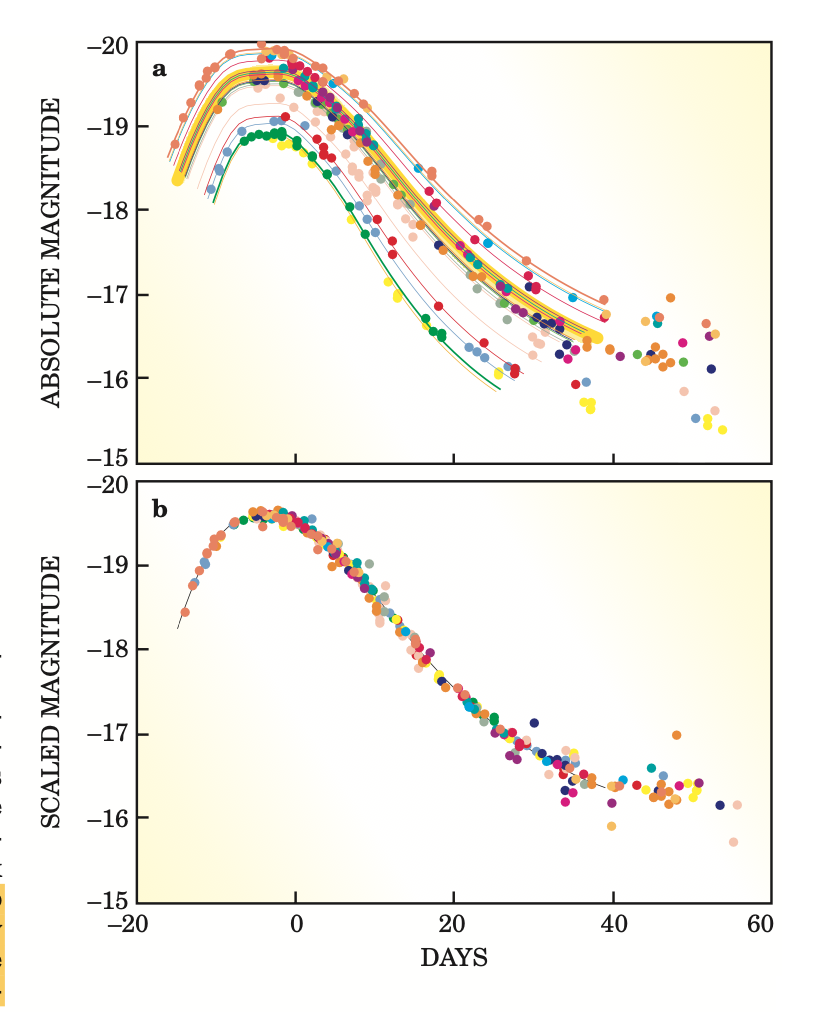 –20
a
–19
–18
–17
–16
–15
ABSOLUTE MAGNITUDE
–20
b
–19
–18
–17
–16
–15
SCALED MAGNITUDE
–20 0 20 40 60
DAYS